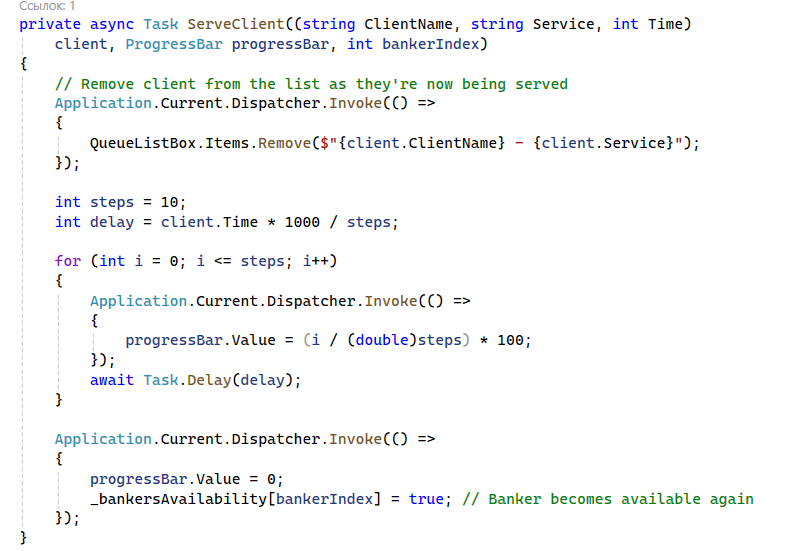 Ссылок: 1
private async Task ServeClient((string ClientName, string Service, int Time)
    client, ProgressBar progressBar, int bankerIndex)
{
    // Remove client from the list as they're now being served
    Application.Current.Dispatcher.Invoke(() =>
    {
        QueueListBox.Items.Remove($"{client.ClientName} - {client.Service}");
    });

    int steps = 10;
    int delay = client.Time * 1000 / steps;

    for (int i = 0; i <= steps; i++)
    {
        Application.Current.Dispatcher.Invoke(() =>
        {
            progressBar.Value = (i / (double)steps) * 100;
        });
        await Task.Delay(delay);
    }

    Application.Current.Dispatcher.Invoke(() =>
    {
        progressBar.Value = 0;
        _bankersAvailability[bankerIndex] = true; // Banker becomes available again
    });
}